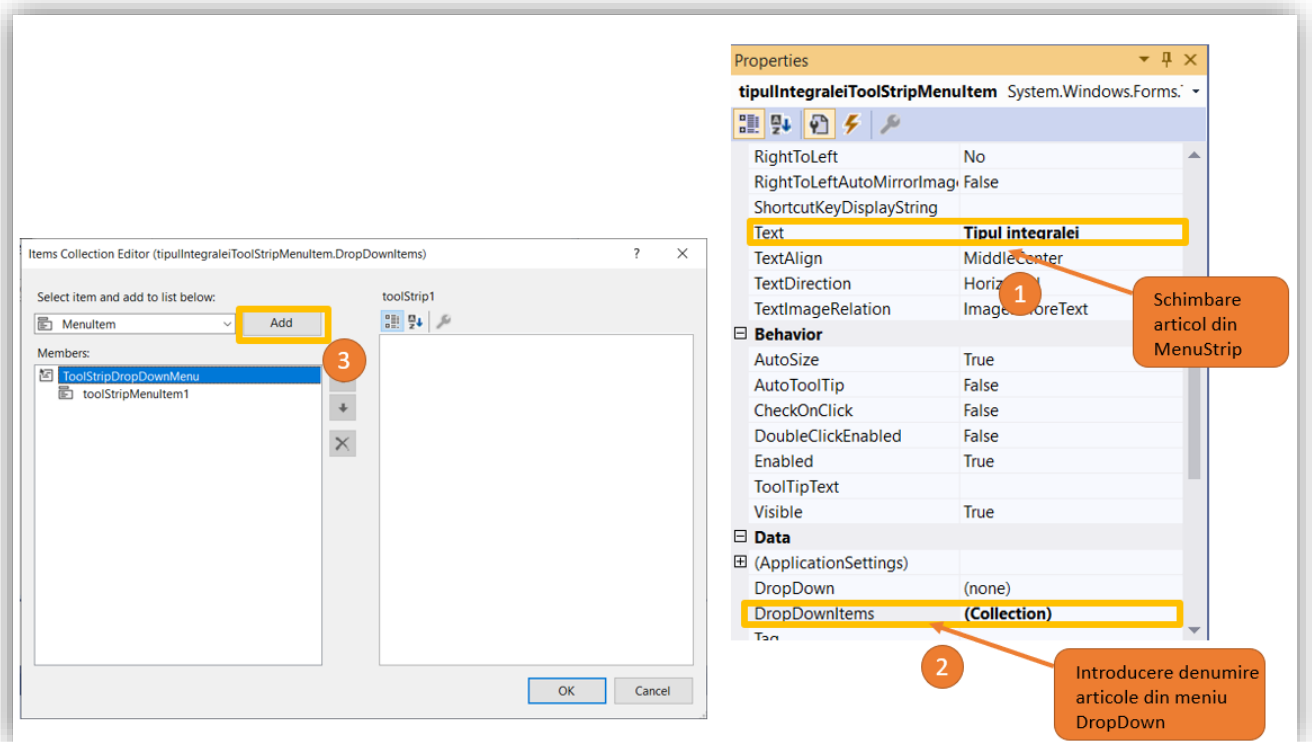 Items Collection Editor (tipulIntegraleiToolStripMenuItem.DropDownItems) ?
Select item and add to list below:
MenuItem
Add
Members:
ToolStripDropDownMenu
toolStripMenuItem1
3
toolStrip1
OK
Cancel
Properties
tipulIntegraleiToolStripMenuItem System.Windows.Forms.
RightToLeft No
False
ShortcutKeyDisplayString
Text Tipul integralei
TextAlign MiddleCenter
TextDirection
TextImageRelation
1
Schimbare
articol din
MenuStrip
Behavior
AutoSize True
AutoToolTip False
CheckOnClick False
DoubleClickEnabled False
Enabled True
ToolTipText
Visible True
Data
(ApplicationSettings)
DropDown (none)
DropDownItems (Collection)
Tag
2
Introducere denumire
articole din meniu
DropDown